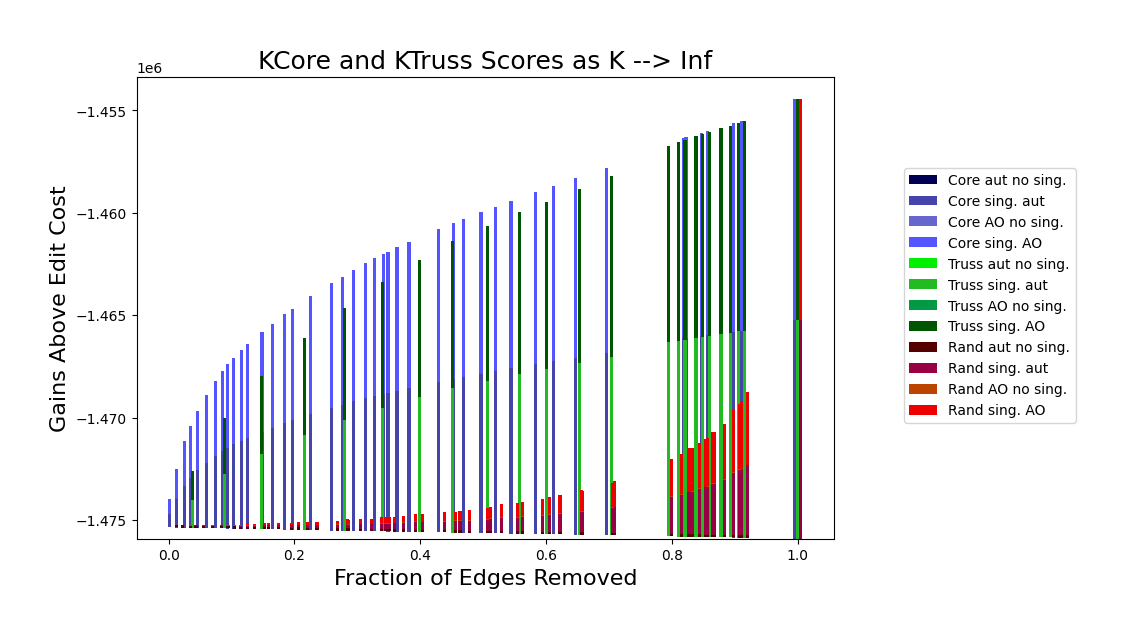 KCore and KTruss Scores as K --> Inf
1e6
−1.455
−1.460
−1.465
−1.470
−1.475
Gains Above Edit Cost
0.0 0.2 0.4 0.6 0.8 1.0
Fraction of Edges Removed
Core aut no sing.
Core sing. aut
Core AO no sing.
Core sing. AO
Truss aut no sing.
Truss sing. aut
Truss AO no sing.
Truss sing. AO
Rand aut no sing.
Rand sing. aut
Rand AO no sing.
Rand sing. AO